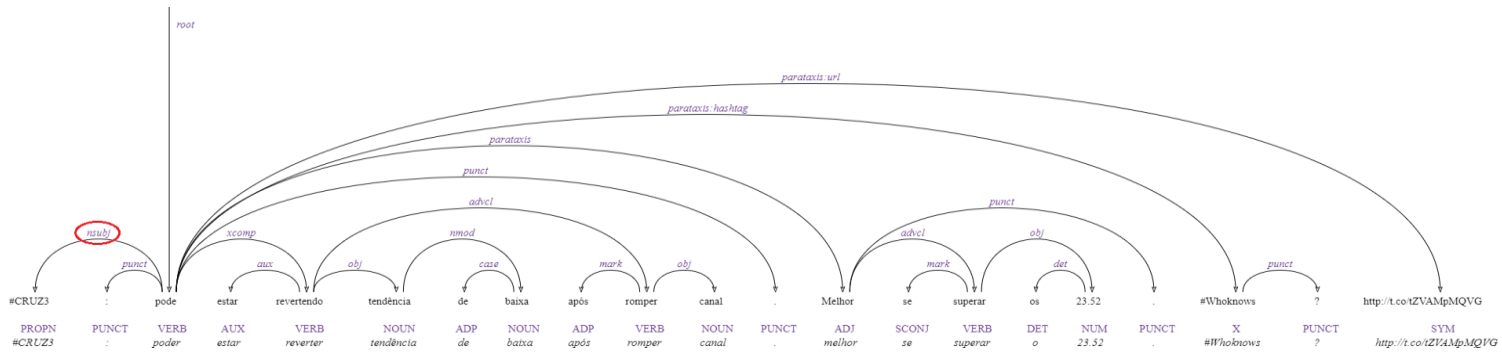 root
parataxis:url
parataxis:hashtag
parataxis
punct
advcl punct
nsubj xcomp nmod advcl obj
punct aux obj case mark obj mark det punct
#CRUZ3 : pode estar revertendo tendência de baixa após romper canal . Melhor se superar os 23.52 . #Whoknows ? http://t.co/tZVAMpMQVG
PROPN PUNCT VERB AUX VERB NOUN ADP NOUN ADP VERB NOUN PUNCT ADJ SCONJ VERB DET NUM PUNCT X PUNCT SYM
#CRUZ3 : poder estar reverter tendência de baixa após romper canal . melhor se superar o 23.52 . #Whoknows ? http://t.co/tZVAMpMQVG